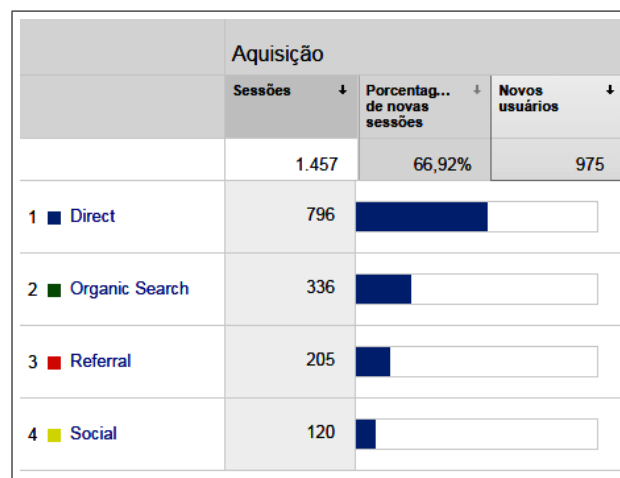 Aquisição
Sessões
Porcentag... de novas sessões
Novos usuários
1.457 66,92% 975
1 Direct 796
2 Organic Search 336
3 Referral 205
4 Social 120